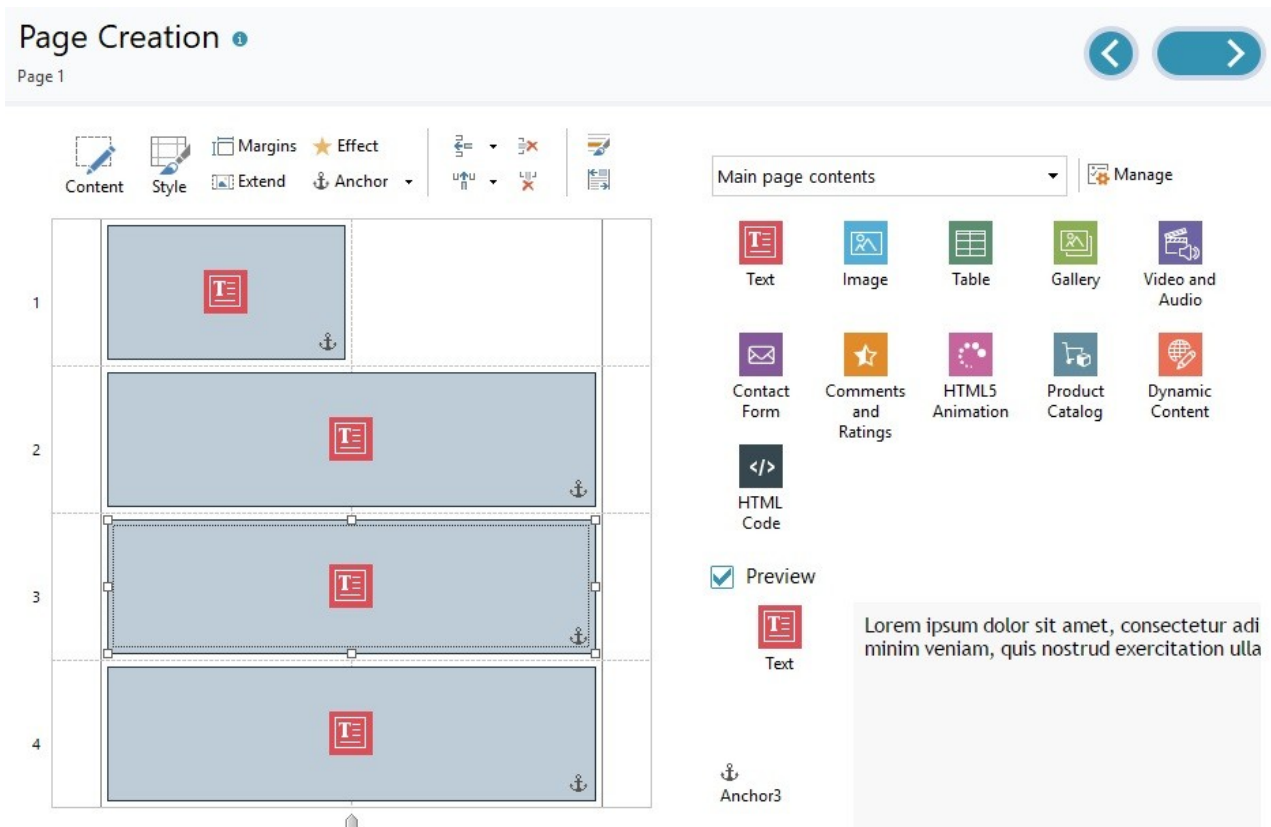 Page Creation
Page 1
Content
Style
Margins
Extend
Effect
Anchor
Main page contents
Manage
Text
Image
Table
Gallery
Video and
Audio
Contact
Form
Comments
and
Ratings
HTML5
Animation
Product
Catalog
Dynamic
Content
</>
HTML
Code
1
2
3
4
Preview
Text
Lorem ipsum dolor sit amet, consectetur adi
minim veniam, quis nostrud exercitation ulla
Anchor3